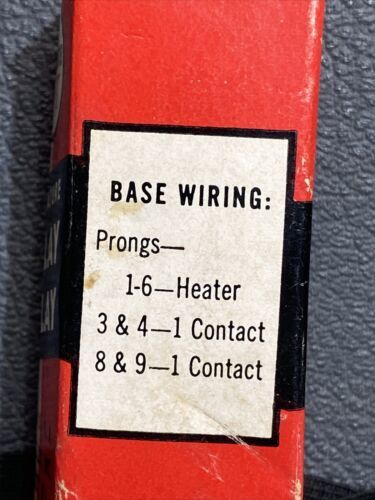 BASE WIRING:
Prongs—
1-6—Heater
3 & 4—1 Contact
8 & 9—1 Contact